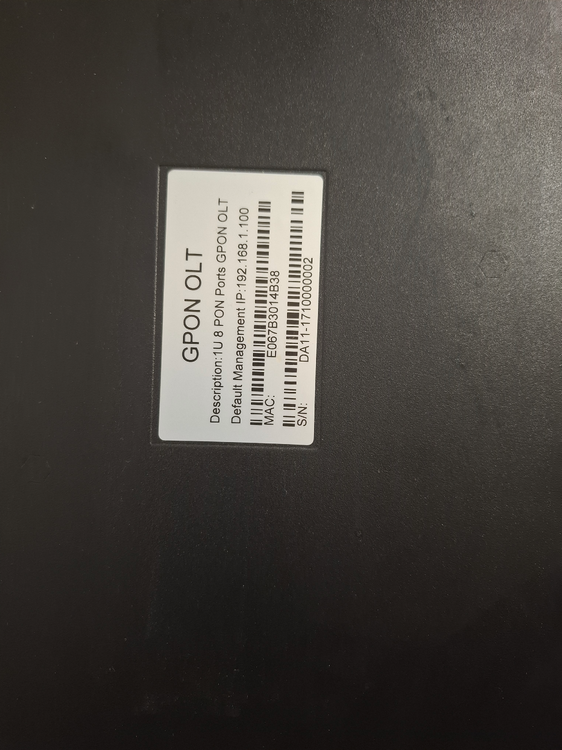 GPON OLT
Description:1U 8 PON Ports GPON OLT
Default Management IP:192.168.1.100
MAC: E067B3014B38
S/N: DA11-1710000002